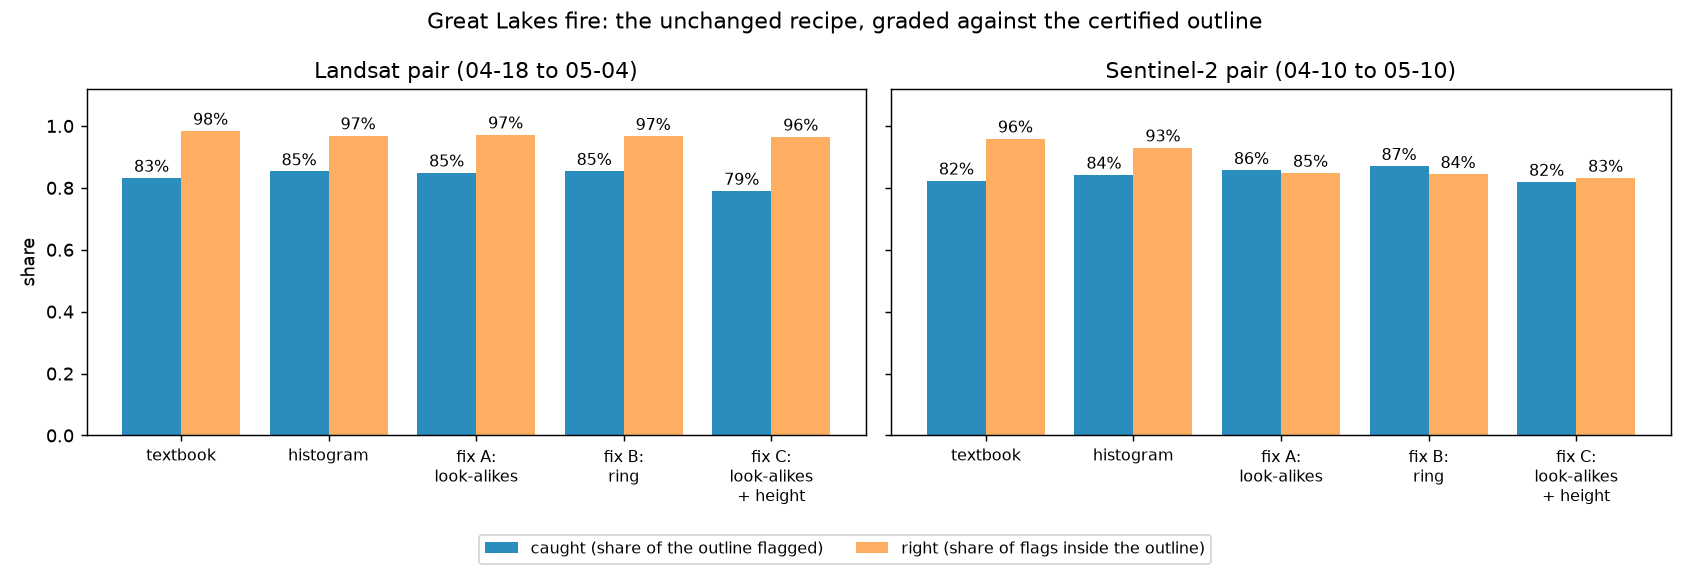 Great Lakes fire: the unchanged recipe, graded against the certified outline
Landsat pair (04-18 to 05-04)
share
1.0
0.8
0.6
0.4
0.2
0.0
83%
98%
85%
97%
85%
97%
85%
97%
79%
96%
textbook
histogram
fix A:
look-alikes
fix B:
ring
fix C:
look-alikes
+ height
Sentinel-2 pair (04-10 to 05-10)
82%
96%
84%
93%
86%
85%
87%
84%
82%
83%
textbook
histogram
fix A:
look-alikes
fix B:
ring
fix C:
look-alikes
+ height
caught (share of the outline flagged)
right (share of flags inside the outline)